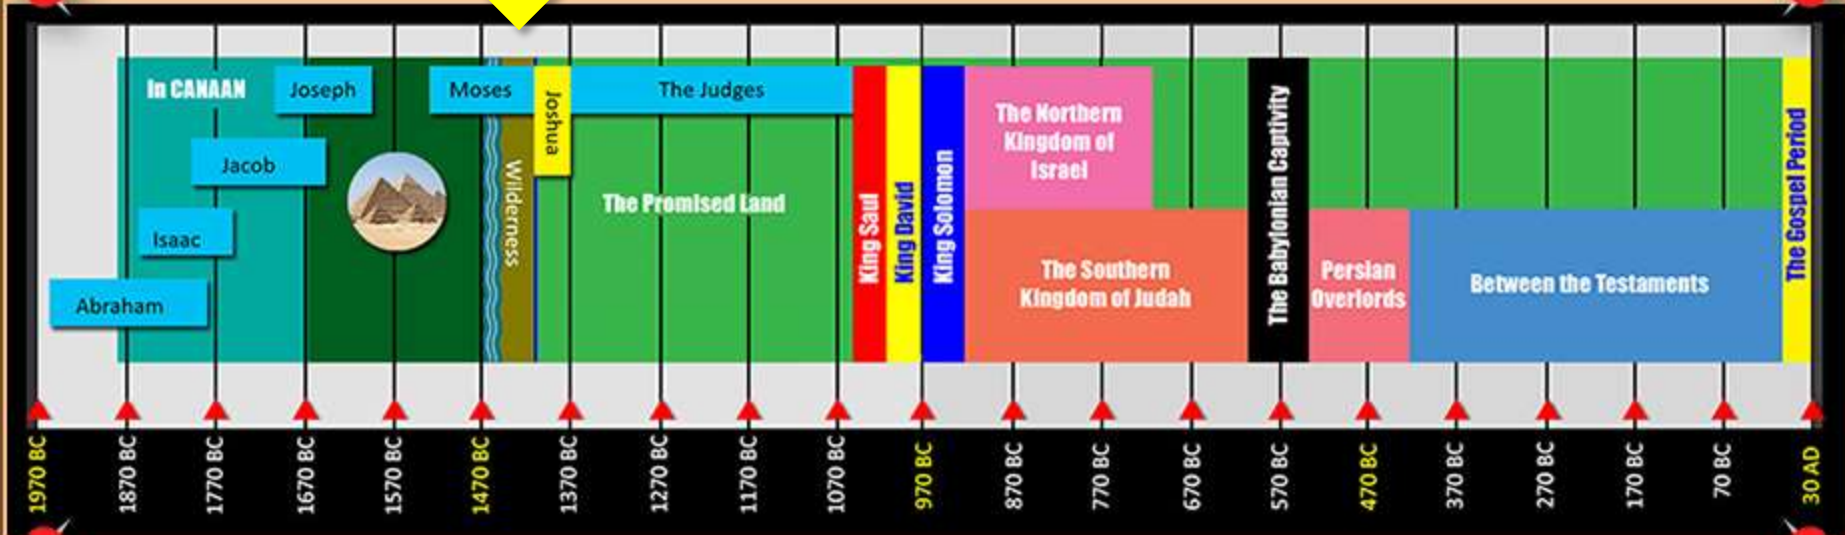 In CANAAN
Joseph
Moses
Joshua
The Judges
Jacob
Isaac
Abraham
Wilderness
The Promised Land
King Saul
King David
King Solomon
The Northern
Kingdom of
Israel
The Southern
Kingdom of Judah
The Babylonian Captivity
Persian
Overlords
Between the Testaments
The Gospel Period
1970 BC
1870 BC
1770 BC
1670 BC
1570 BC
1470 BC
1370 BC
1270 BC
1170 BC
1070 BC
970 BC
870 BC
770 BC
670 BC
570 BC
470 BC
370 BC
270 BC
170 BC
70 BC
30 AD